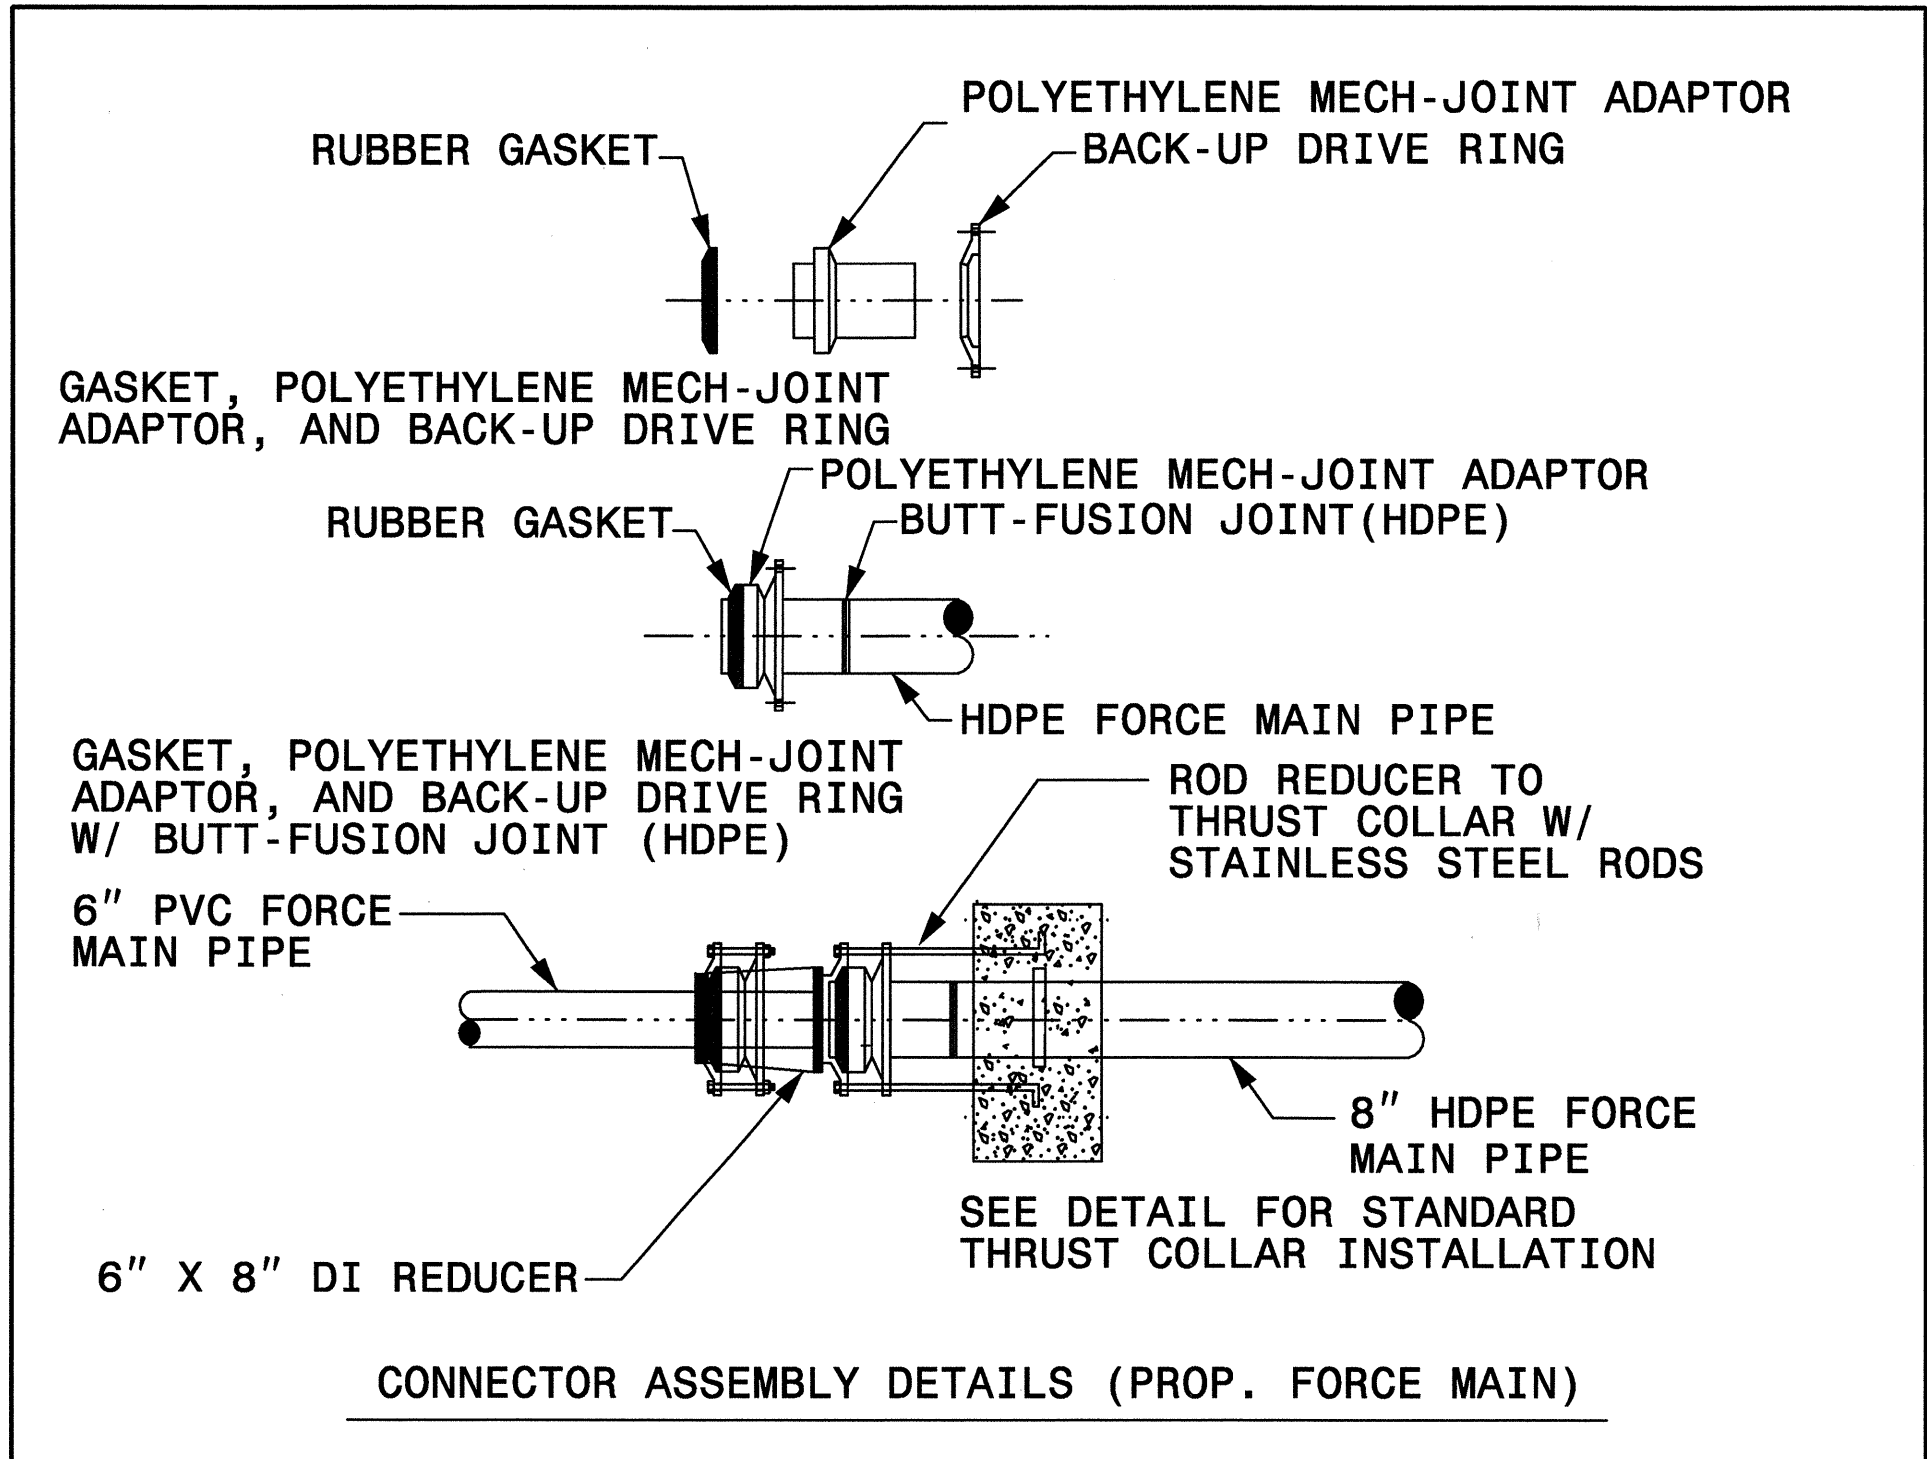 POLYETHYLENE MECH-JOINT ADAPTOR
RUBBER GASKET
BACK-UP DRIVE RING
GASKET, POLYETHYLENE MECH-JOINT
ADAPTOR, AND BACK-UP DRIVE RING
POLYETHYLENE MECH-JOINT ADAPTOR
RUBBER GASKET
BUTT-FUSION JOINT(HDPE)
HDPE FORCE MAIN PIPE
GASKET, POLYETHYLENE MECH-JOINT
ADAPTOR, AND BACK-UP DRIVE RING
W/ BUTT-FUSION JOINT (HDPE)
ROD REDUCER TO
THRUST COLLAR W/
STAINLESS STEEL RODS
6" PVC FORCE
MAIN PIPE
8" HDPE FORCE
MAIN PIPE
SEE DETAIL FOR STANDARD
THRUST COLLAR INSTALLATION
6" X 8" DI REDUCER
CONNECTOR ASSEMBLY DETAILS (PROP. FORCE MAIN)